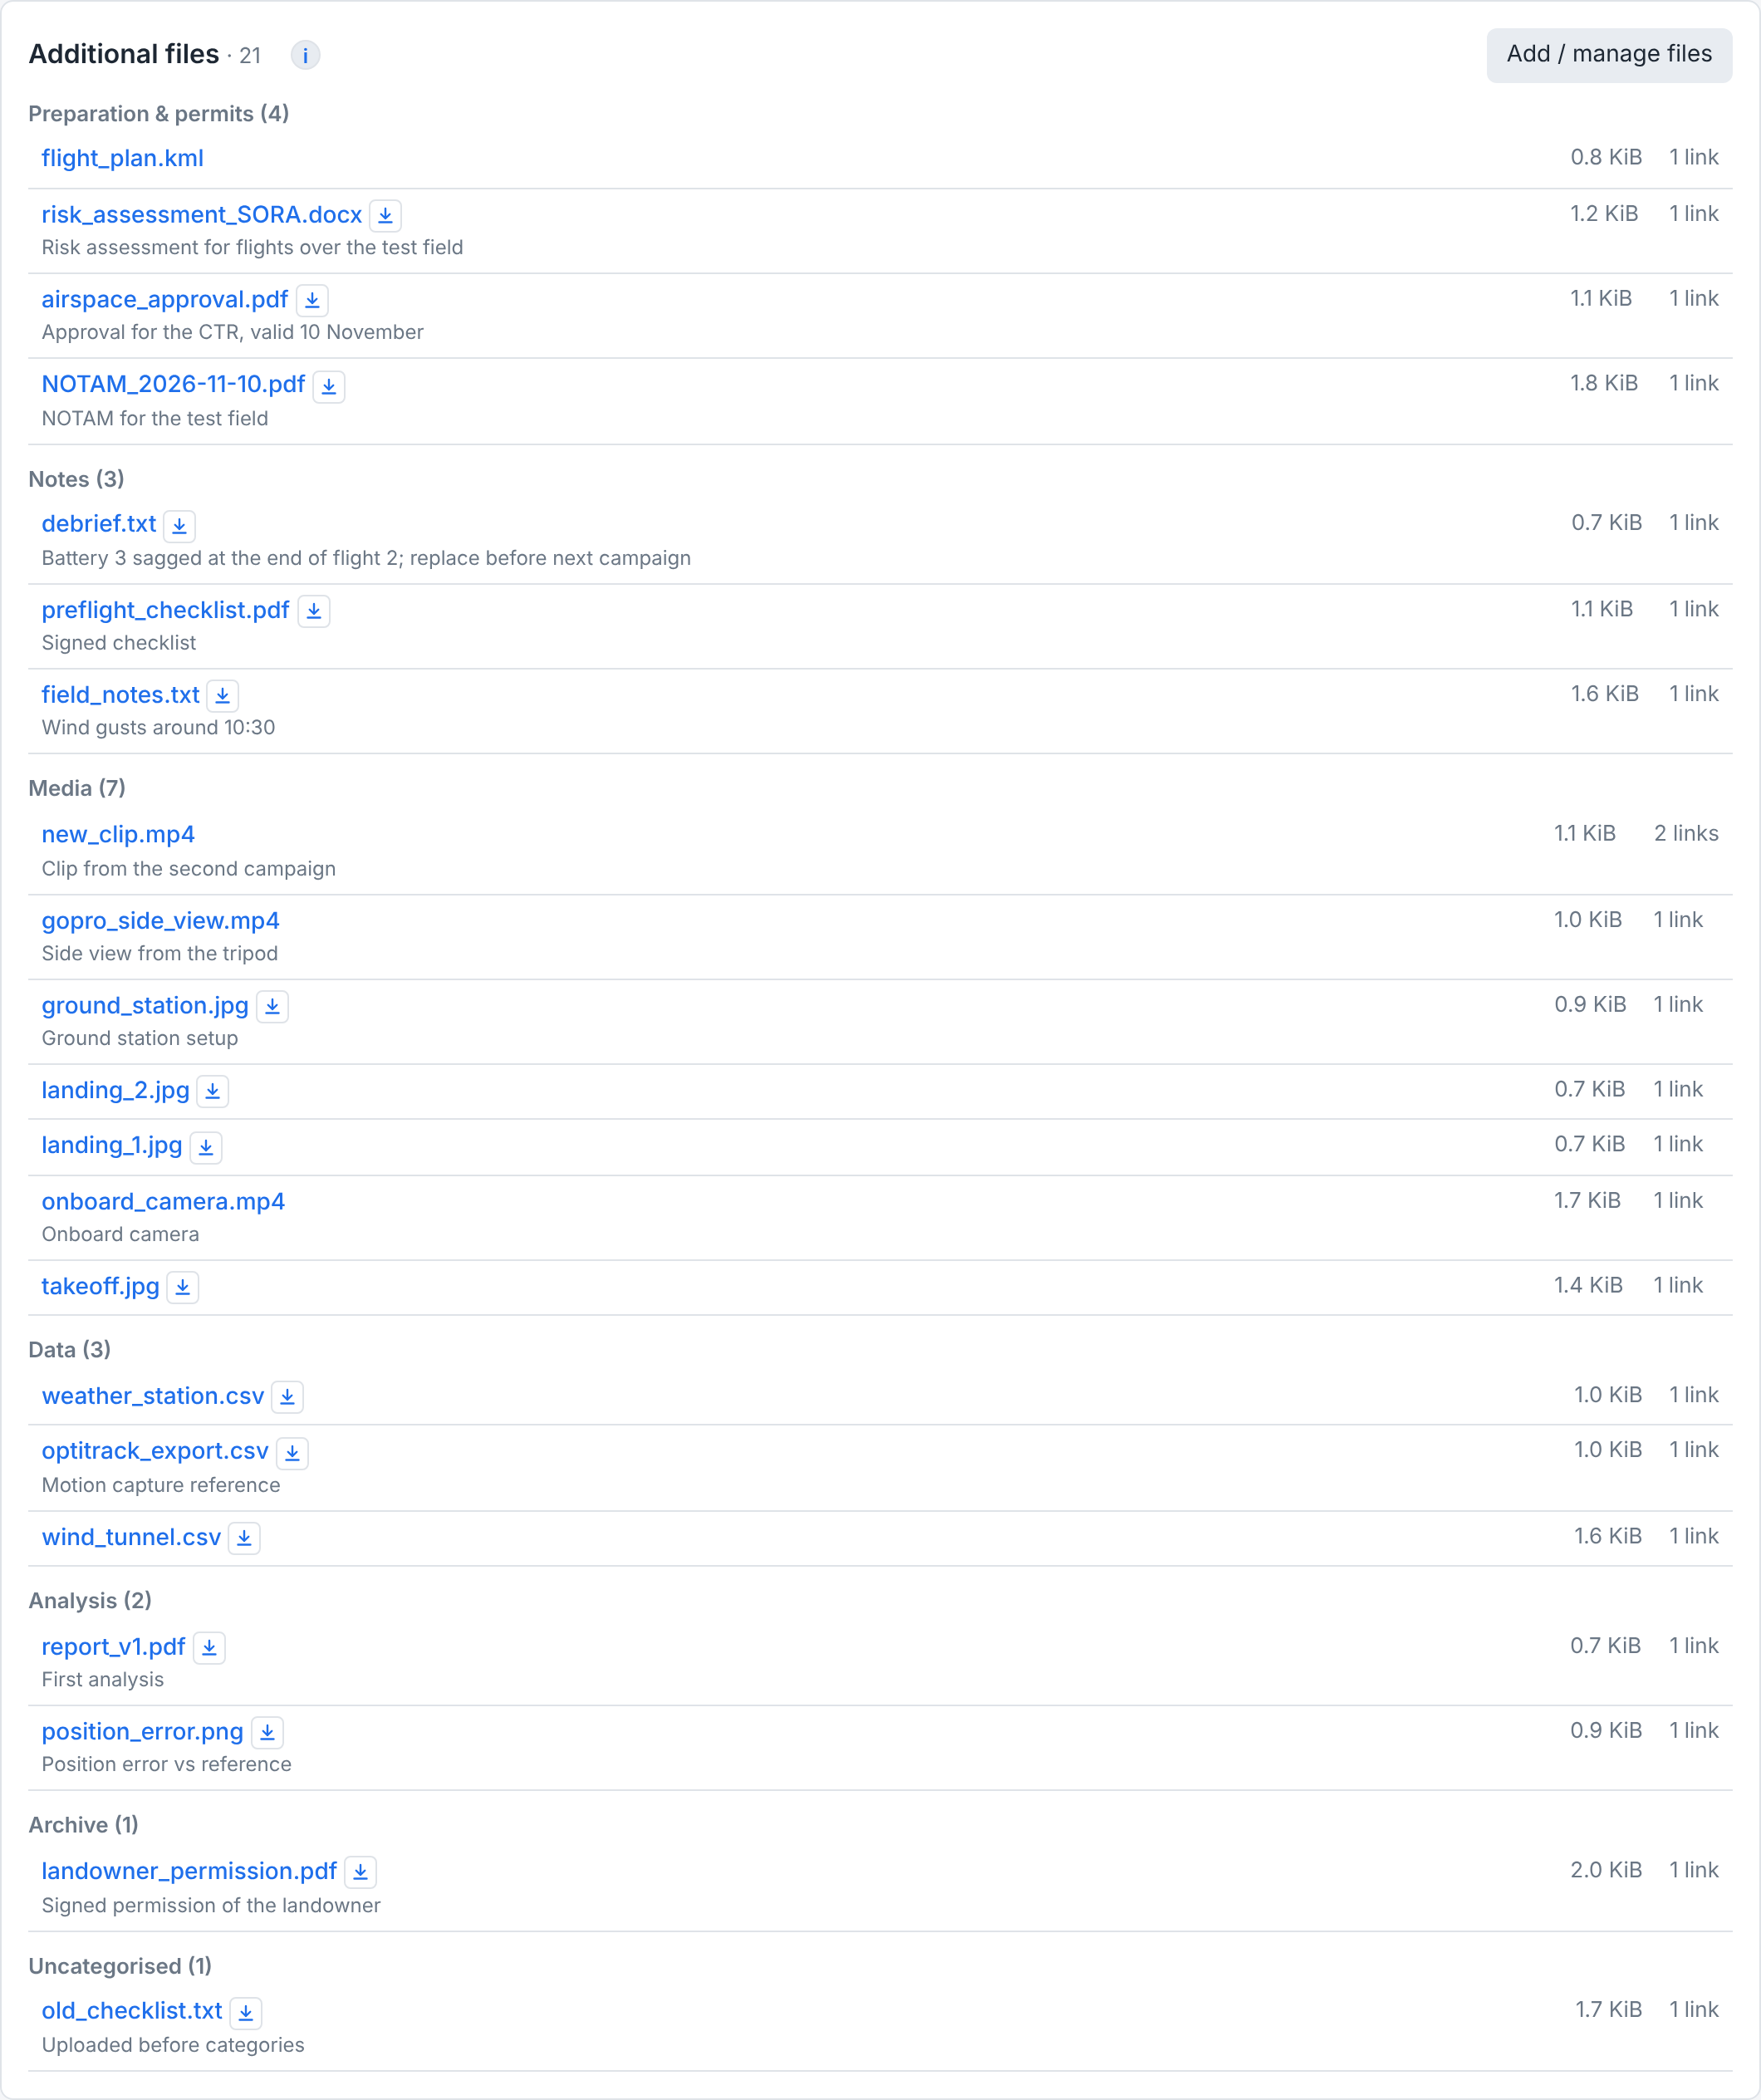 Additional files · 21 i Add / manage files
Preparation & permits (4)
flight_plan.kml 0.8 KiB 1 link
risk_assessment_SORA.docx 1.2 KiB 1 link
Risk assessment for flights over the test field
airspace_approval.pdf 1.1 KiB 1 link
Approval for the CTR, valid 10 November
NOTAM_2026-11-10.pdf 1.8 KiB 1 link
NOTAM for the test field
Notes (3)
debrief.txt 0.7 KiB 1 link
Battery 3 sagged at the end of flight 2; replace before next campaign
preflight_checklist.pdf 1.1 KiB 1 link
Signed checklist
field_notes.txt 1.6 KiB 1 link
Wind gusts around 10:30
Media (7)
new_clip.mp4 1.1 KiB 2 links
Clip from the second campaign
gopro_side_view.mp4 1.0 KiB 1 link
Side view from the tripod
ground_station.jpg 0.9 KiB 1 link
Ground station setup
landing_2.jpg 0.7 KiB 1 link
landing_1.jpg 0.7 KiB 1 link
onboard_camera.mp4 1.7 KiB 1 link
Onboard camera
takeoff.jpg 1.4 KiB 1 link
Data (3)
weather_station.csv 1.0 KiB 1 link
optitrack_export.csv 1.0 KiB 1 link
Motion capture reference
wind_tunnel.csv 1.6 KiB 1 link
Analysis (2)
report_v1.pdf 0.7 KiB 1 link
First analysis
position_error.png 0.9 KiB 1 link
Position error vs reference
Archive (1)
landowner_permission.pdf 2.0 KiB 1 link
Signed permission of the landowner
Uncategorised (1)
old_checklist.txt 1.7 KiB 1 link
Uploaded before categories